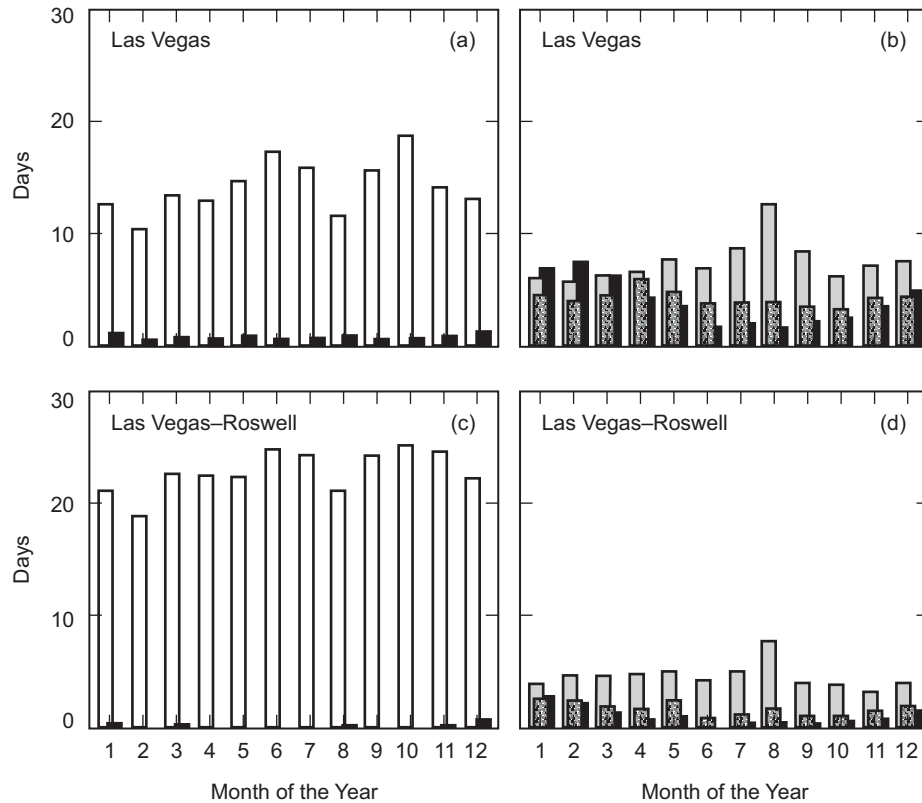 30
Las Vegas (a)
Las Vegas (b)
20
Days
10
0
30
Las Vegas–Roswell (c)
Las Vegas–Roswell (d)
20
Days
10
0
1 2 3 4 5 6 7 8 9 10 11 12
1 2 3 4 5 6 7 8 9 10 11 12
Month of the Year
Month of the Year